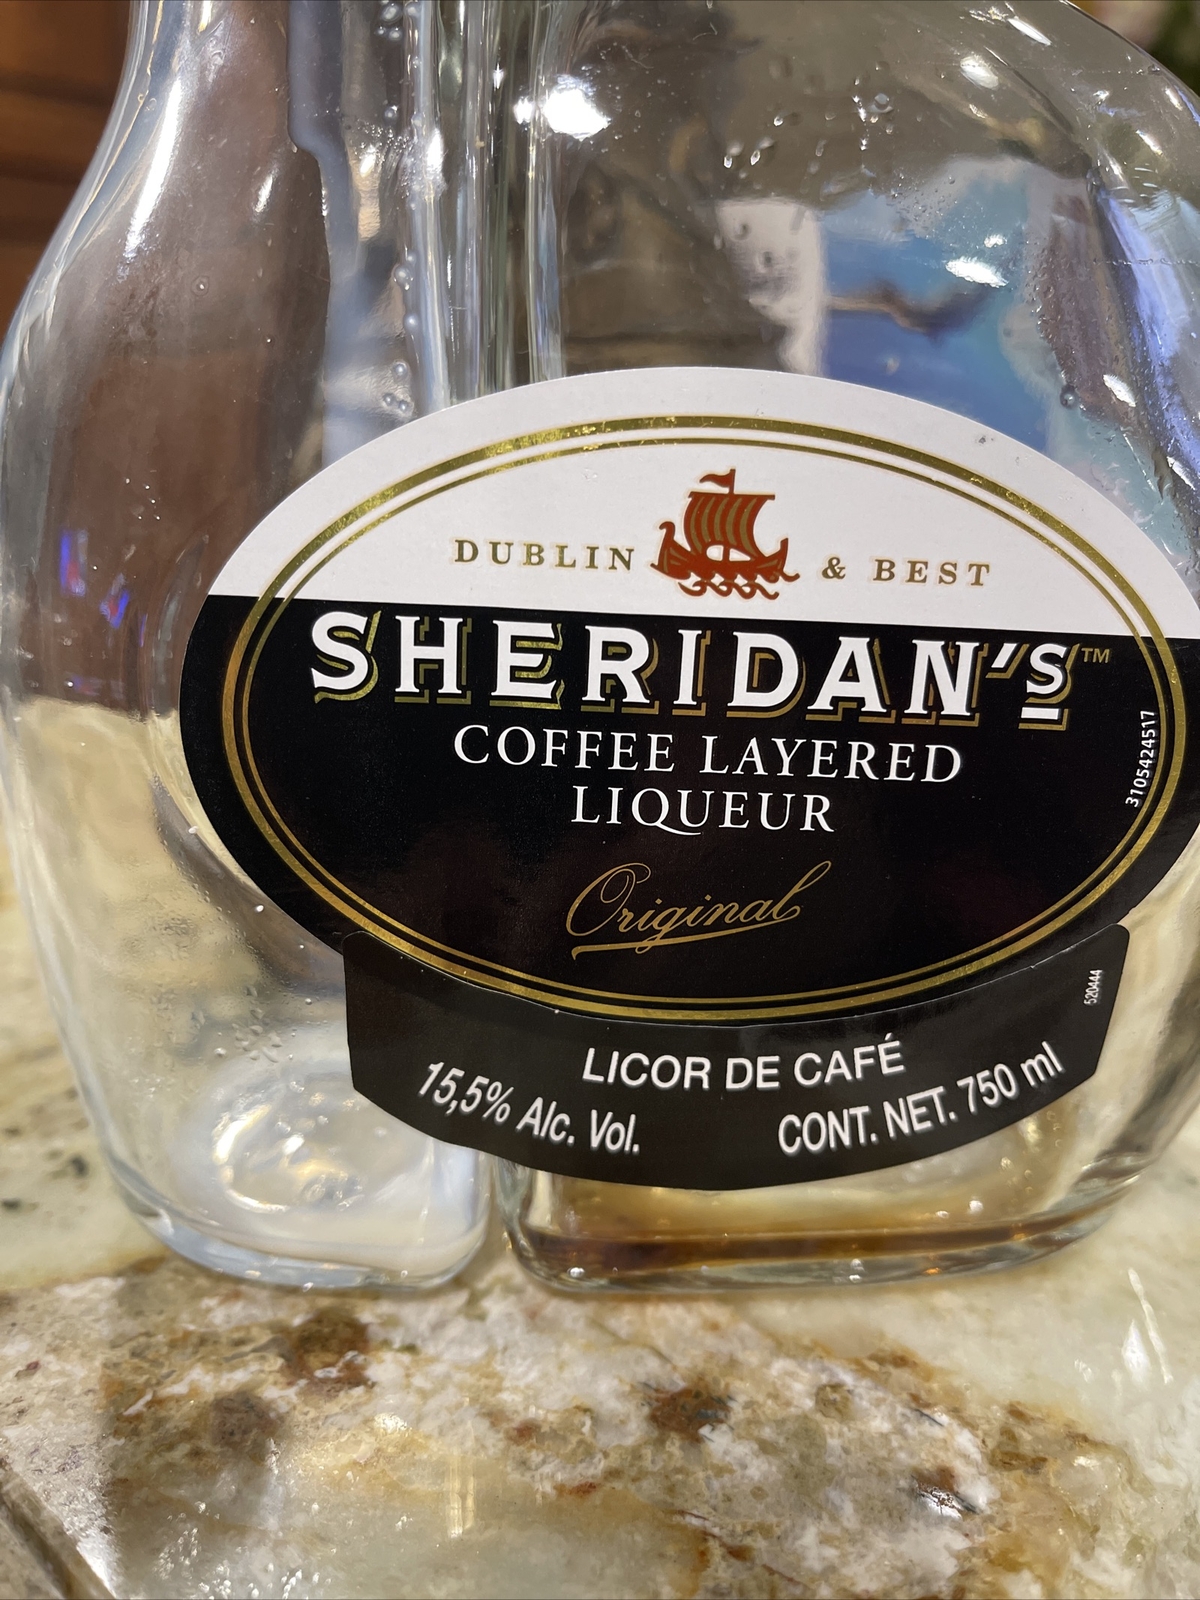 DUBLIN & BEST
SHERIDAN'S™
COFFEE LAYERED
LIQUEUR
Original
3105424517
520444
LICOR DE CAFÉ
15,5% Alc. Vol.
CONT. NET. 750 ml